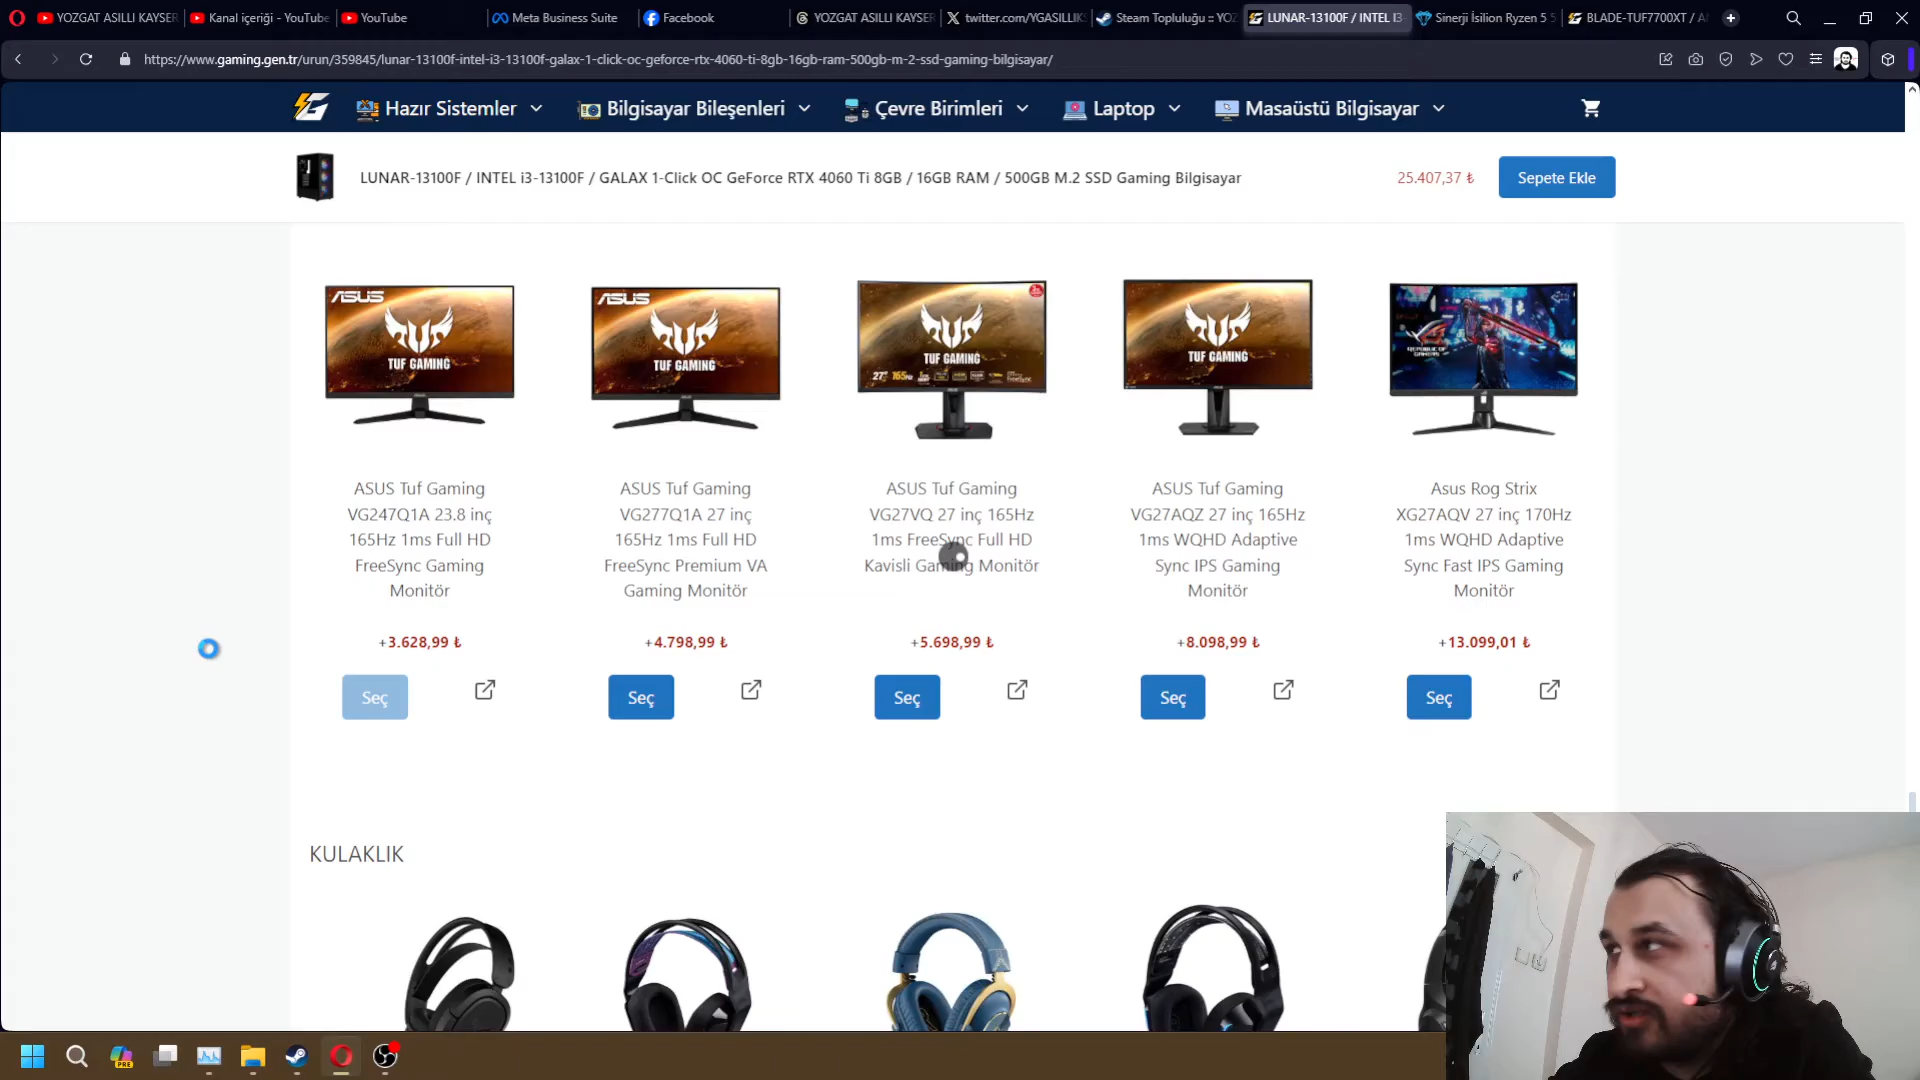 YOZGAT ASILLI KAYSER
Kanal içeriği - YouTube
YouTube
Meta Business Suite
Facebook
YOZGAT ASILLI KAYSER
twitter.com/YGASILLIK
Steam Topluluğu :: YOZ
LUNAR-13100F / INTEL I3-
Sinerji İsilion Ryzen 5 5
BLADE-TUF7700XT / A
https://www.gaming.gen.tr/urun/359845/lunar-13100f-intel-i3-13100f-galax-1-click-oc-geforce-rtx-4060-ti-8gb-16gb-ram-500gb-m-2-ssd-gaming-bilgisayar/
Hazır Sistemler
Bilgisayar Bileşenleri
Çevre Birimleri
Laptop
Masaüstü Bilgisayar
LUNAR-13100F / INTEL i3-13100F / GALAX 1-Click OC GeForce RTX 4060 Ti 8GB / 16GB RAM / 500GB M.2 SSD Gaming Bilgisayar
25.407,37 ₺
Sepete Ekle
ASUS
TUF GAMING
ASUS
TUF GAMING
TUF GAMING
27" 165Hz
TUF GAMING
REPUBLIC OF
GAMERS
ASUS Tuf Gaming
VG247Q1A 23.8 inç
165Hz 1ms Full HD
FreeSync Gaming
Monitör
ASUS Tuf Gaming
VG277Q1A 27 inç
165Hz 1ms Full HD
FreeSync Premium VA
Gaming Monitör
ASUS Tuf Gaming
VG27VQ 27 inç 165Hz
1ms FreeSync Full HD
Kavisli Gaming Monitör
ASUS Tuf Gaming
VG27AQZ 27 inç 165Hz
1ms WQHD Adaptive
Sync IPS Gaming
Monitör
Asus Rog Strix
XG27AQV 27 inç 170Hz
1ms WQHD Adaptive
Sync Fast IPS Gaming
Monitör
+3.628,99 ₺
+4.798,99 ₺
+5.698,99 ₺
+8.098,99 ₺
+13.099,01 ₺
Seç
Seç
Seç
Seç
Seç
KULAKLIK
PRE